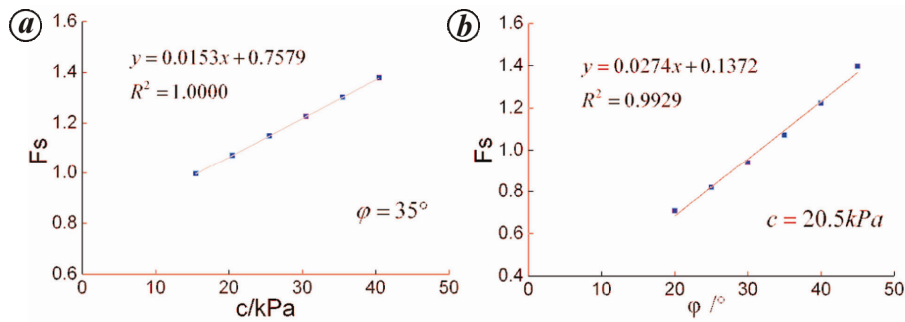 a
1.6
1.4
1.2
1.0
0.8
0.6
Fs
y = 0.0153x + 0.7579
R² = 1.0000
φ = 35°
0 10 20 30 40 50
c/kPa
b
1.6
1.4
1.2
1.0
0.8
0.6
0.4
Fs
y = 0.0274x + 0.1372
R² = 0.9929
c = 20.5kPa
0 10 20 30 40 50
φ /°